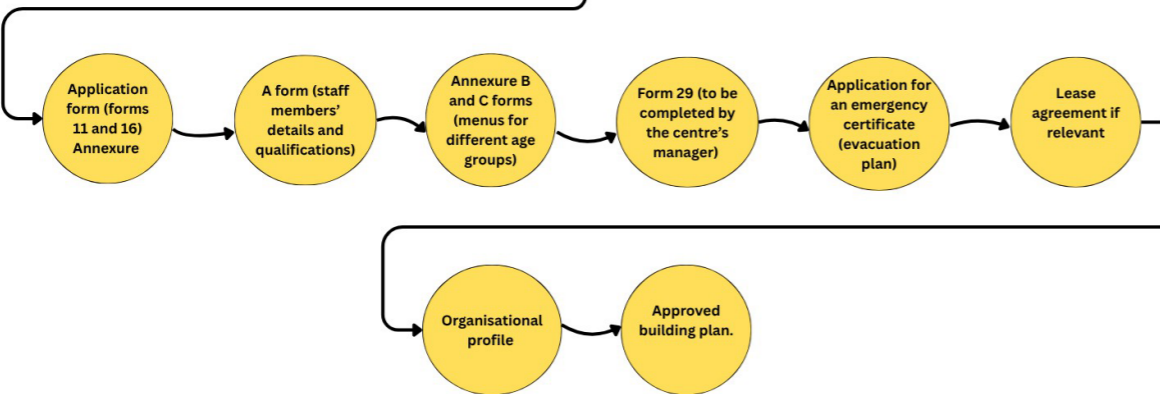 Application
form (forms
11 and 16)
Annexure
A form (staff
members'
details and
qualifications)
Annexure B
and C forms
(menus for
different age
groups)
Form 29 (to be
completed by
the centre's
manager)
Application for
an emergency
certificate
(evacuation
plan)
Lease
agreement if
relevant
Organisational
profile
Approved
building plan.